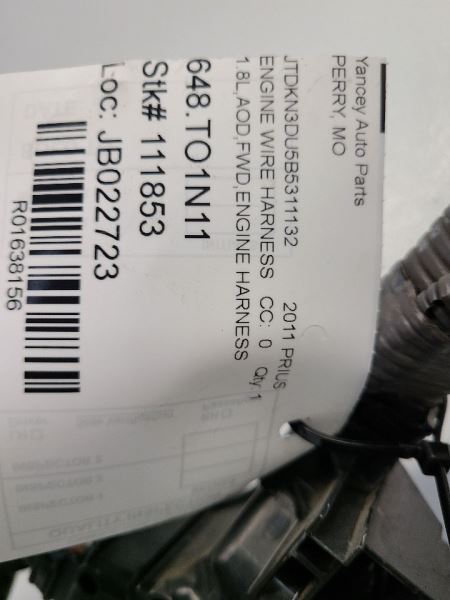 Yancey Auto Parts
PERRY, MO
JTDKN3DU5B5311132 2011 PRIUS
ENGINE WIRE HARNESS CC: 0 Qty: 1
1.8L,AOD,FWD,ENGINE HARNESS
648.TO1N11
Stk# 111853
Loc: JB022723
R01638156